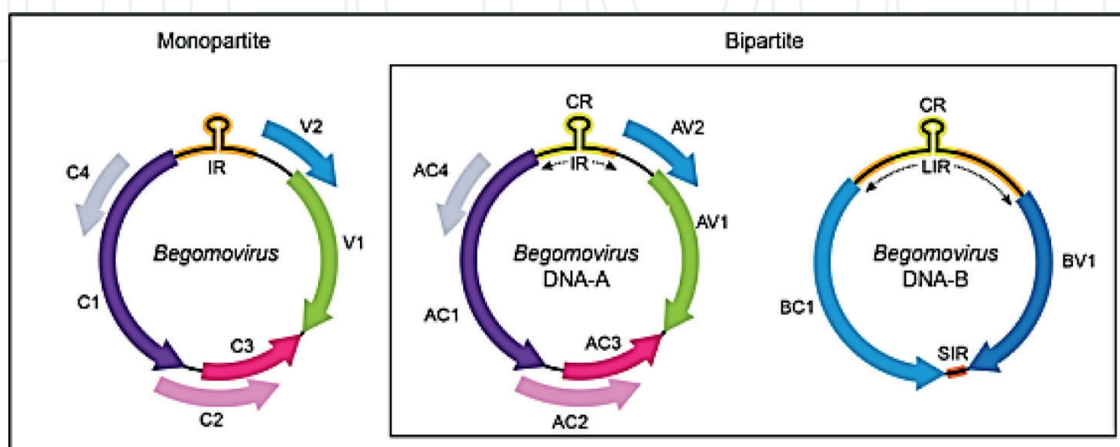 Monopartite
Bipartite
V2
IR
C4
V1
Begomovirus
C1
C3
C2
CR
AV2
IR
AC4
AV1
Begomovirus
DNA-A
AC1
AC3
AC2
CR
LIR
Begomovirus
DNA-B
BV1
BC1
SIR